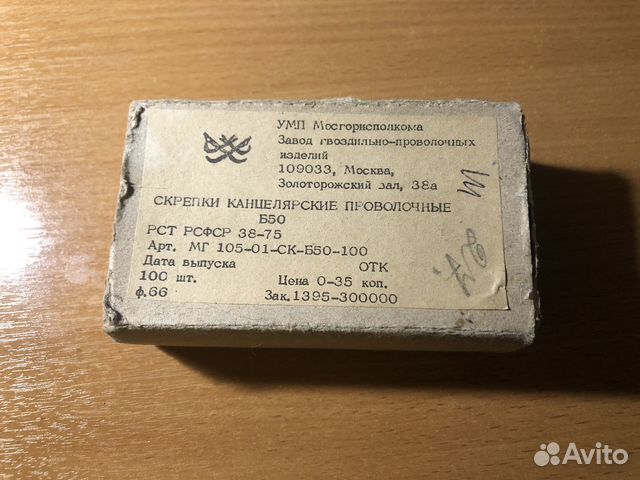 УМП Мосгорисполкома
Завод гвоздильно-проволочных
изделий
109033, Москва,
Золоторожский вал, 38а
СКРЕПКИ КАНЦЕЛЯРСКИЕ ПРОВОЛОЧНЫЕ
Б50
РСТ РСФСР 38-75
Арт. МГ 105-01-СК-Б50-100
Дата выпуска ОТК
100 шт. Цена 0-35 коп.
ф.66 Зак.1395-300000
Avito